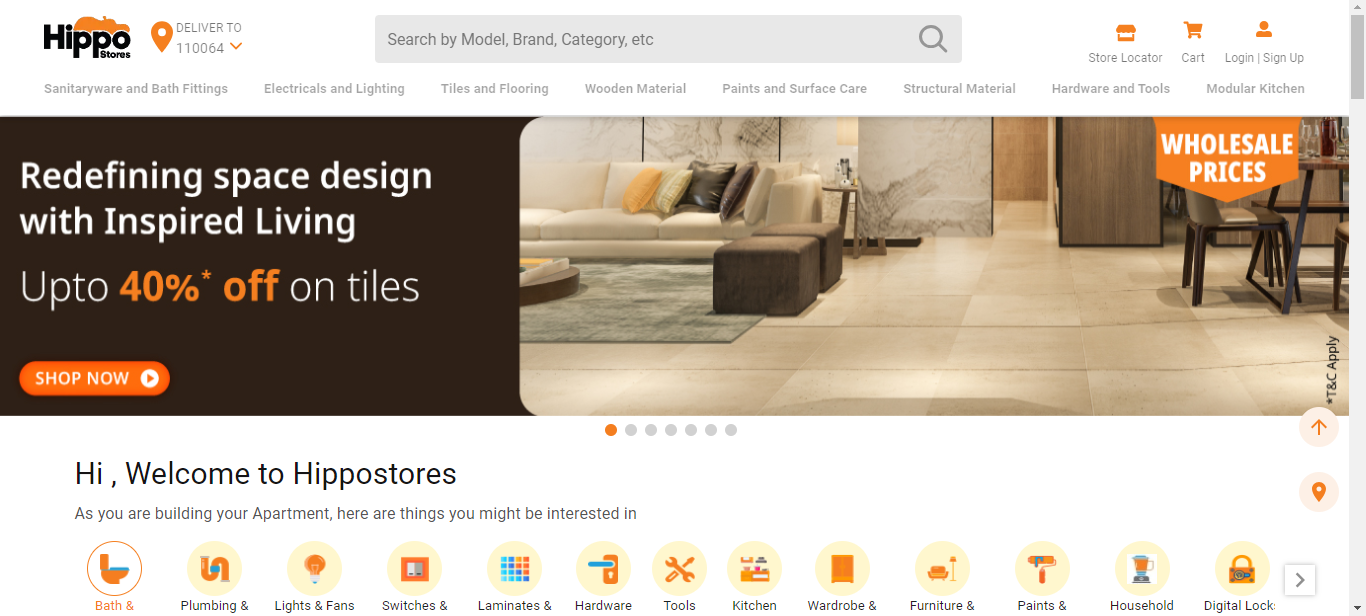 Hippo
Stores
DELIVER TO
110064
Search by Model, Brand, Category, etc
Store Locator
Cart
Login | Sign Up
Sanitaryware and Bath Fittings
Electricals and Lighting
Tiles and Flooring
Wooden Material
Paints and Surface Care
Structural Material
Hardware and Tools
Modular Kitchen
Redefining space design
with Inspired Living
Upto 40%* off on tiles
SHOP NOW
WHOLESALE
PRICES
*T&C Apply
Hi , Welcome to Hippostores
As you are building your Apartment, here are things you might be interested in
Bath &
Plumbing &
Lights & Fans
Switches &
Laminates &
Hardware
Tools
Kitchen
Wardrobe &
Furniture &
Paints &
Household
Digital Locks